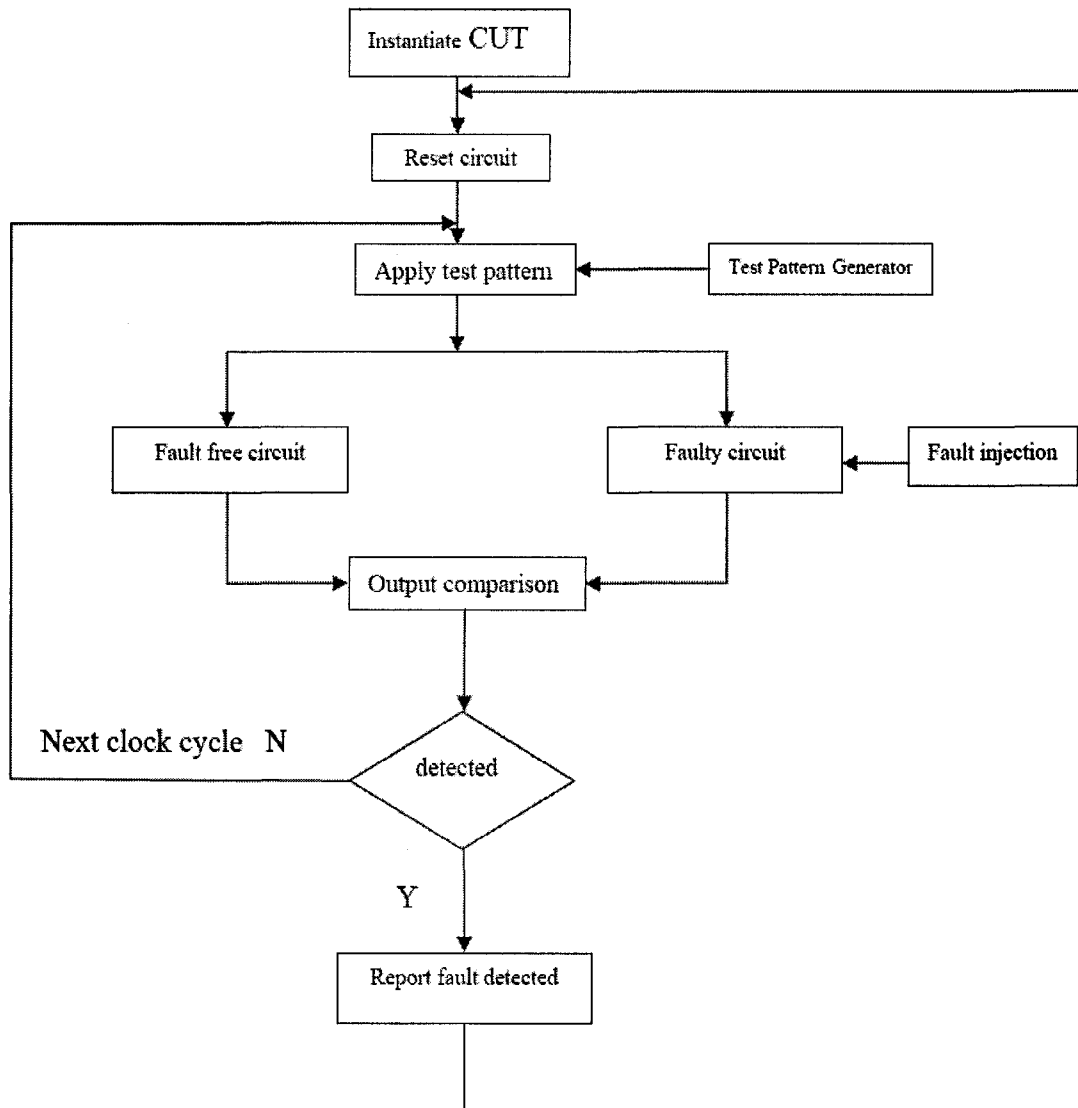 Instantiate CUT
Reset circuit
Apply test pattern
Test Pattern Generator
Fault free circuit
Faulty circuit
Fault injection
Output comparison
Next clock cycle N
detected
Y
Report fault detected